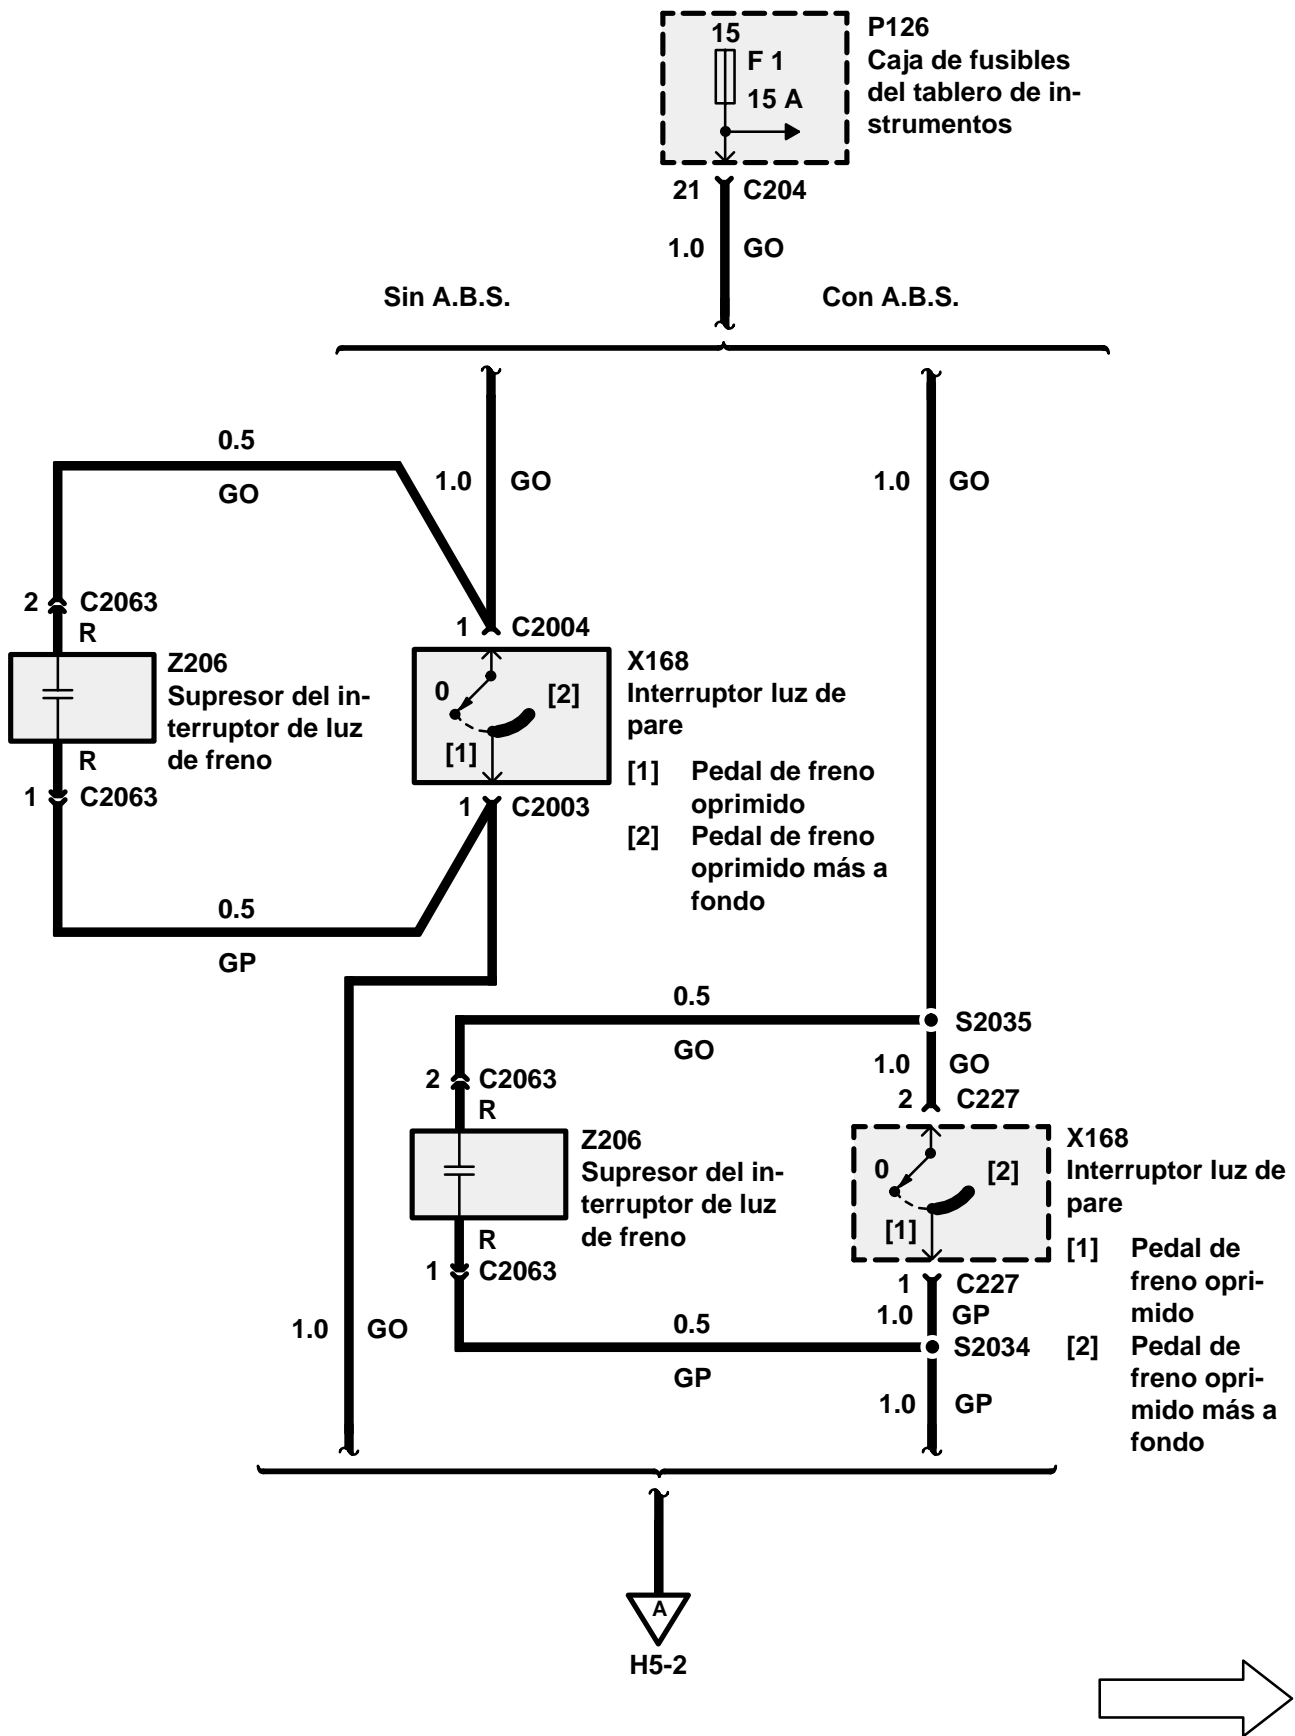 15
F 1
15 A
P126
Caja de fusibles
del tablero de in-
strumentos
21
C204
1.0
GO
Sin A.B.S.
Con A.B.S.
0.5
GO
1.0
GO
1.0
GO
2
C2063
R
Z206
Supresor del in-
terruptor de luz
de freno
R
1
C2063
1
C2004
0
[2]
[1]
X168
Interruptor luz de
pare
[1] Pedal de freno
oprimido
[2] Pedal de freno
oprimido más a
fondo
1
C2003
0.5
GP
0.5
GO
S2035
1.0
GO
2
C2063
R
Z206
Supresor del in-
terruptor de luz
de freno
R
1
C2063
2
C227
0
[2]
[1]
X168
Interruptor luz de
pare
[1] Pedal de
freno opri-
mido
[2] Pedal de
freno opri-
mido más a
fondo
1
C227
1.0
GP
1.0
GO
0.5
GP
S2034
1.0
GP
A
H5-2